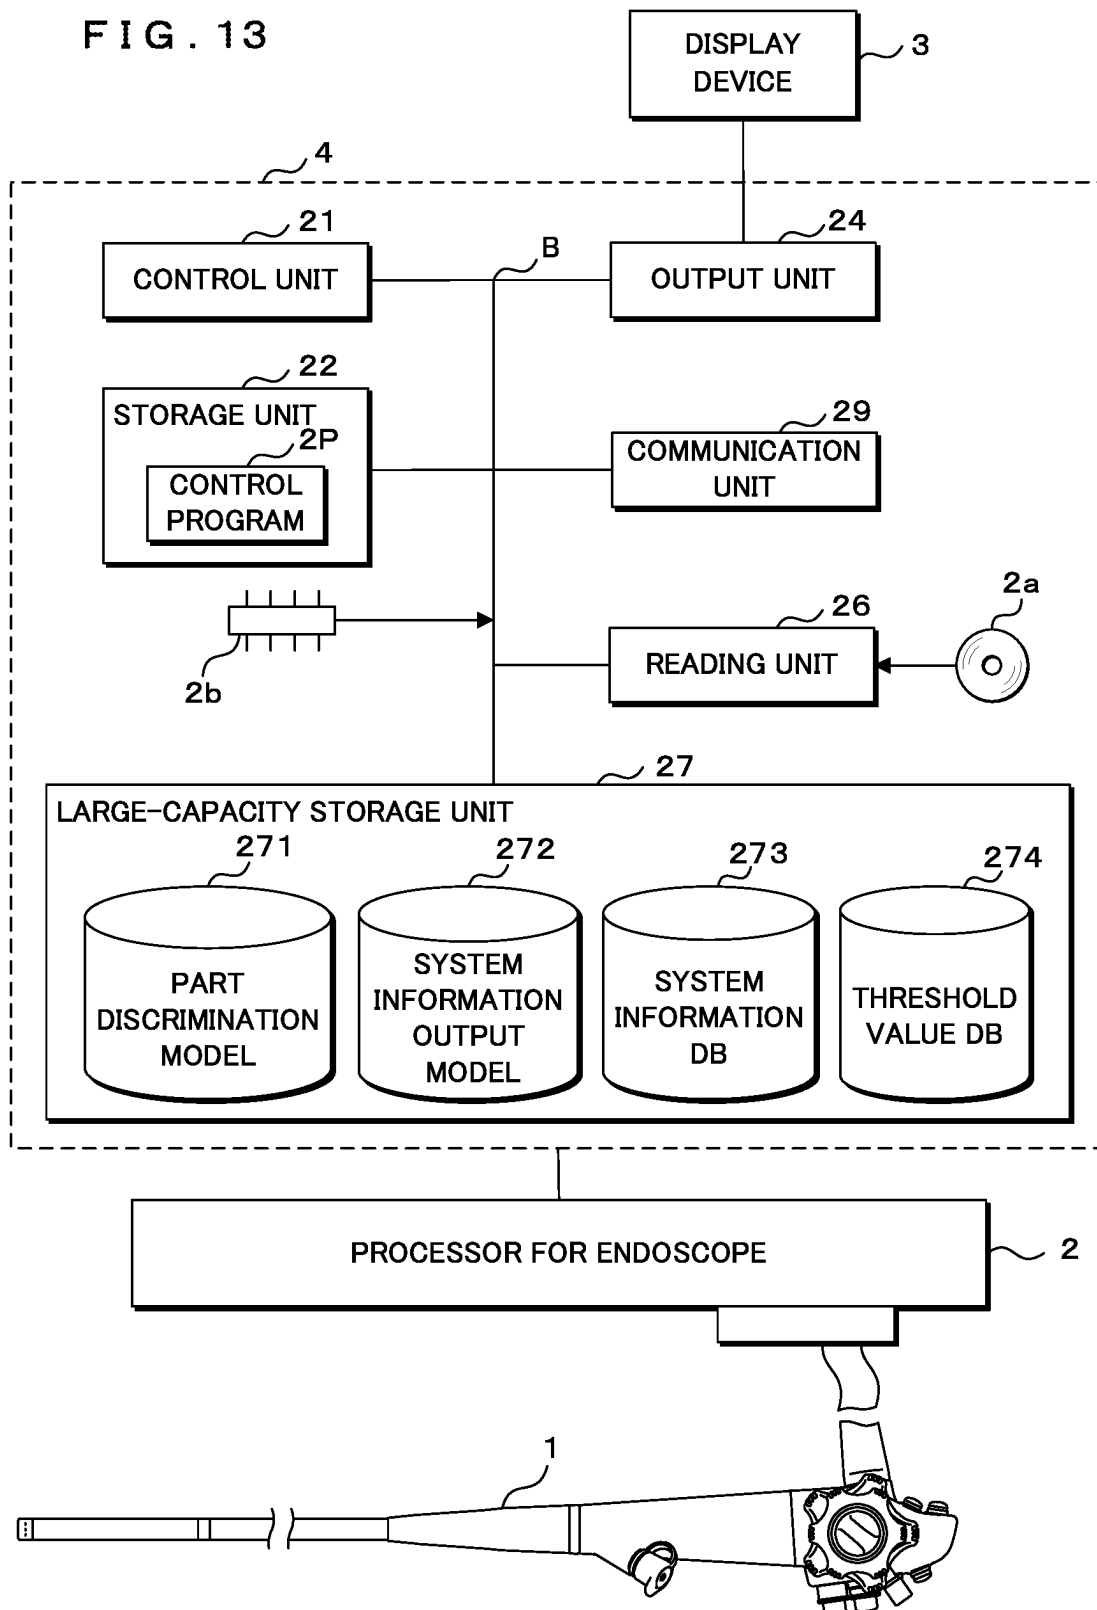 FIG. 13
DISPLAY
DEVICE
3
4
21
CONTROL UNIT
B
24
OUTPUT UNIT
22
STORAGE UNIT
2P
CONTROL
PROGRAM
29
COMMUNICATION
UNIT
2b
26
READING UNIT
2a
27
LARGE-CAPACITY STORAGE UNIT
271
PART
DISCRIMINATION
MODEL
272
SYSTEM
INFORMATION
OUTPUT
MODEL
273
SYSTEM
INFORMATION
DB
274
THRESHOLD
VALUE DB
PROCESSOR FOR ENDOSCOPE
2
1